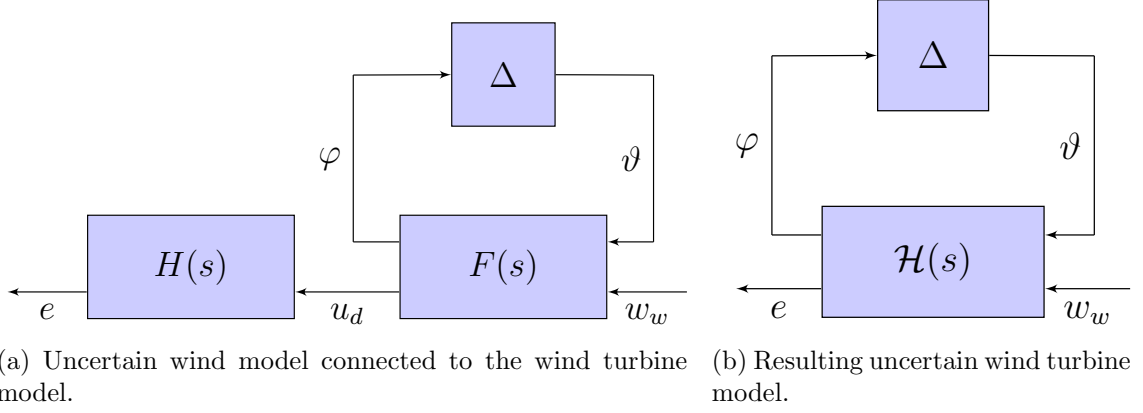 Δ
φ
ϑ
H(s)
F(s)
e
u_d
w_w
(a) Uncertain wind model connected to the wind turbine
model.
Δ
φ
ϑ
ℋ(s)
e
w_w
(b) Resulting uncertain wind turbine
model.